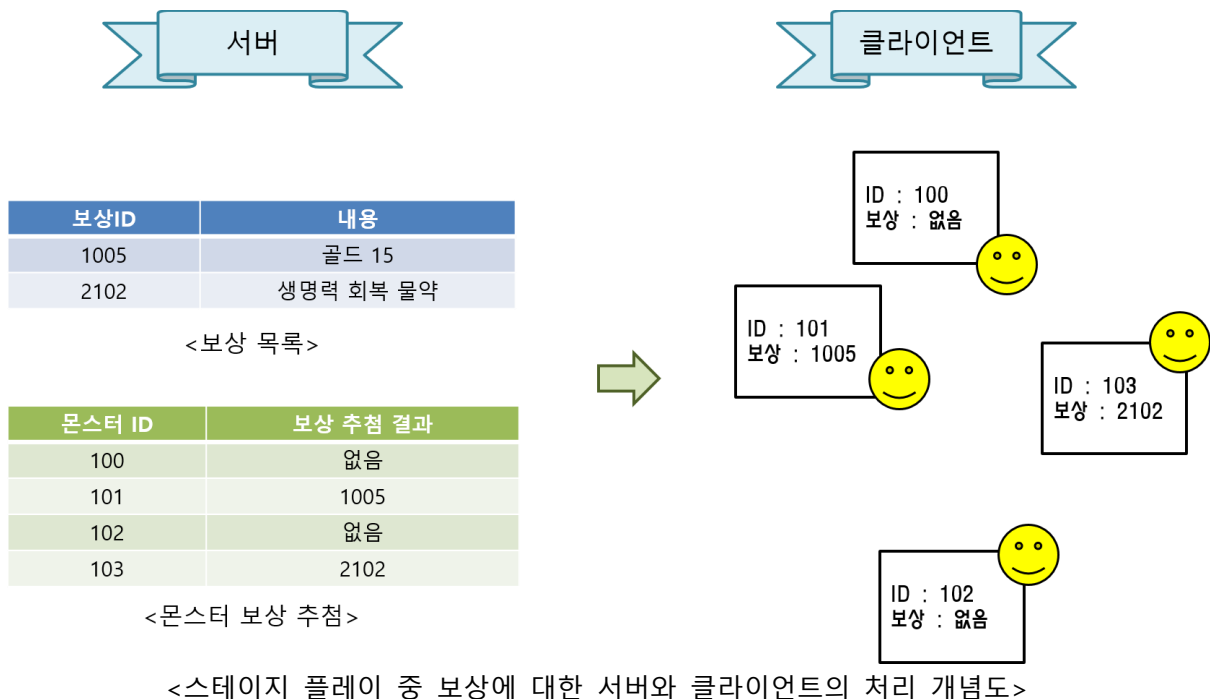 서버
클라이언트
보상ID 내용
1005 골드 15
2102 생명력 회복 물약
<보상 목록>
몬스터 ID 보상 추첨 결과
100 없음
101 1005
102 없음
103 2102
<몬스터 보상 추첨>
ID : 100
보상 : 없음
ID : 101
보상 : 1005
ID : 103
보상 : 2102
ID : 102
보상 : 없음
<스테이지 플레이 중 보상에 대한 서버와 클라이언트의 처리 개념도>